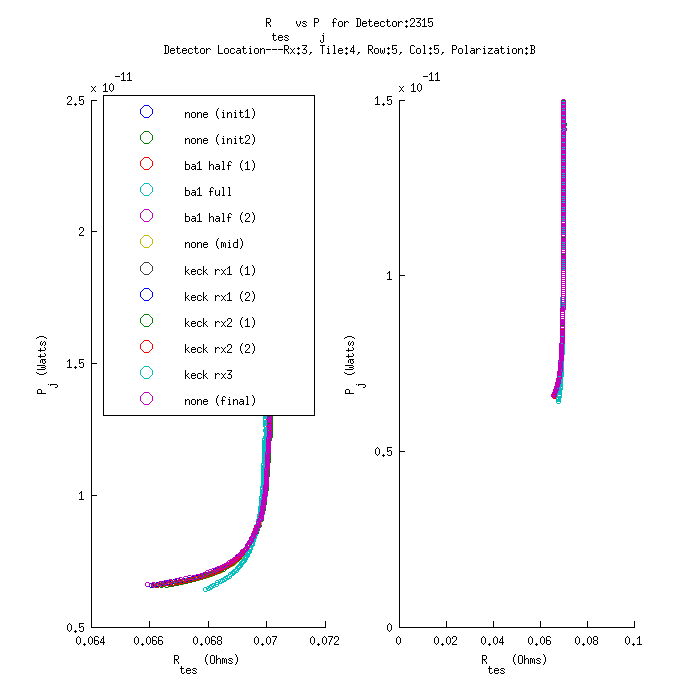 R    vs P  for Detector:2315
tes    j
Detector Location---Rx:3, Tile:4, Row:5, Col:5, Polarization:B
x 10^-11
2.5
2
1.5
1
0.5
P_j (Watts)
none (init1)
none (init2)
ba1 half (1)
ba1 full
ba1 half (2)
none (mid)
keck rx1 (1)
keck rx1 (2)
keck rx2 (1)
keck rx2 (2)
keck rx3
none (final)
0.064 0.066 0.068 0.07 0.072
R_tes (Ohms)
x 10^-11
1.5
1
0.5
0
P_j (Watts)
0 0.02 0.04 0.06 0.08 0.1
R_tes (Ohms)